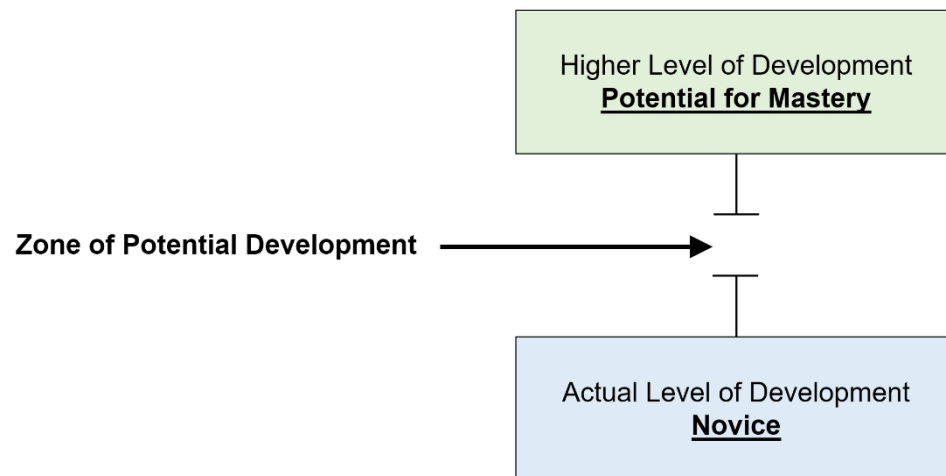 Higher Level of Development
Potential for Mastery
Zone of Potential Development
Actual Level of Development
Novice